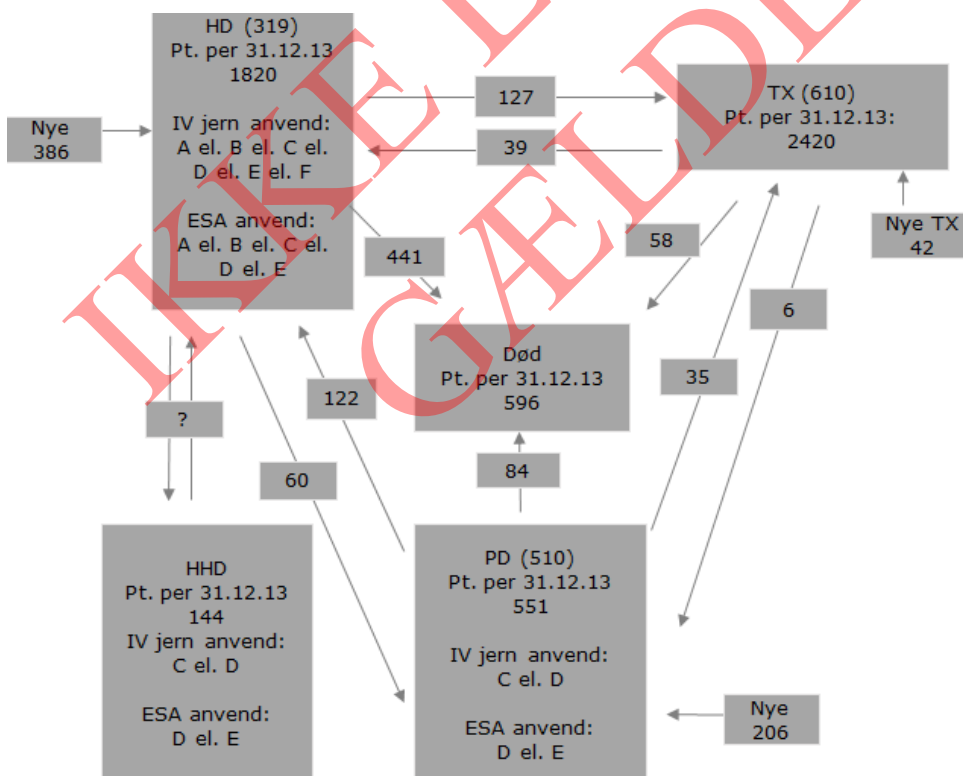 HD (319)
Pt. per 31.12.13
1820
IV jern anvend:
A el. B el. C el.
D el. E el. F
ESA anvend:
A el. B el. C el.
D el. E
Nye
386
127
39
TX (610)
Pt. per 31.12.13:
2420
Nye TX
42
441
58
6
Død
Pt. per 31.12.13
596
35
122
?
60
84
HHD
Pt. per 31.12.13
144
IV jern anvend:
C el. D
ESA anvend:
D el. E
PD (510)
Pt. per 31.12.13
551
IV jern anvend:
C el. D
ESA anvend:
D el. E
Nye
206
IKKE
GÆLDE